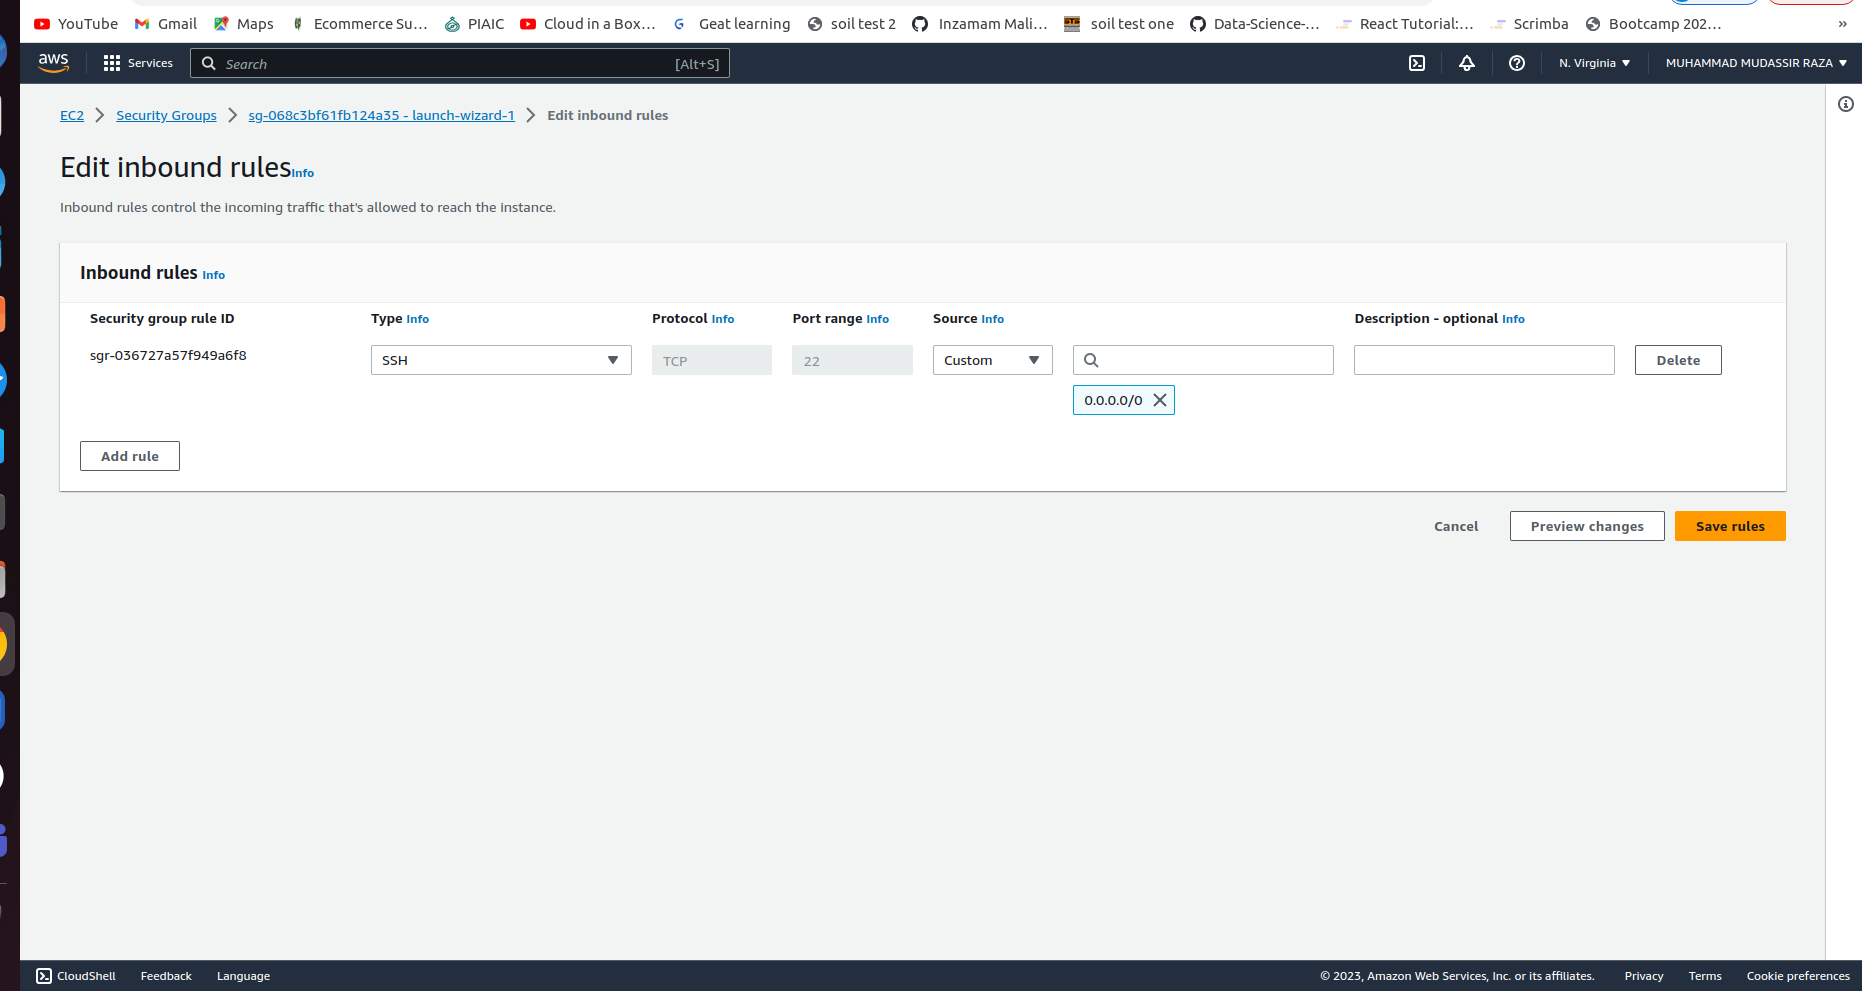 YouTube Gmail Maps Ecommerce Su... PIAIC Cloud in a Box... Geat learning soil test 2 Inzamam Mali... soil test one Data-Science-... React Tutorial:... Scrimba Bootcamp 202... »
aws Services Search [Alt+S] N. Virginia MUHAMMAD MUDASSIR RAZA
EC2 Security Groups sg-068c3bf61fb124a35 - launch-wizard-1 Edit inbound rules
Edit inbound rules Info
Inbound rules control the incoming traffic that's allowed to reach the instance.
Inbound rules Info
Security group rule ID Type Info Protocol Info Port range Info Source Info Description - optional Info
sgr-036727a57f949a6f8 SSH TCP 22 Custom Delete
0.0.0.0/0
Add rule
Cancel Preview changes Save rules
CloudShell Feedback Language © 2023, Amazon Web Services, Inc. or its affiliates. Privacy Terms Cookie preferences